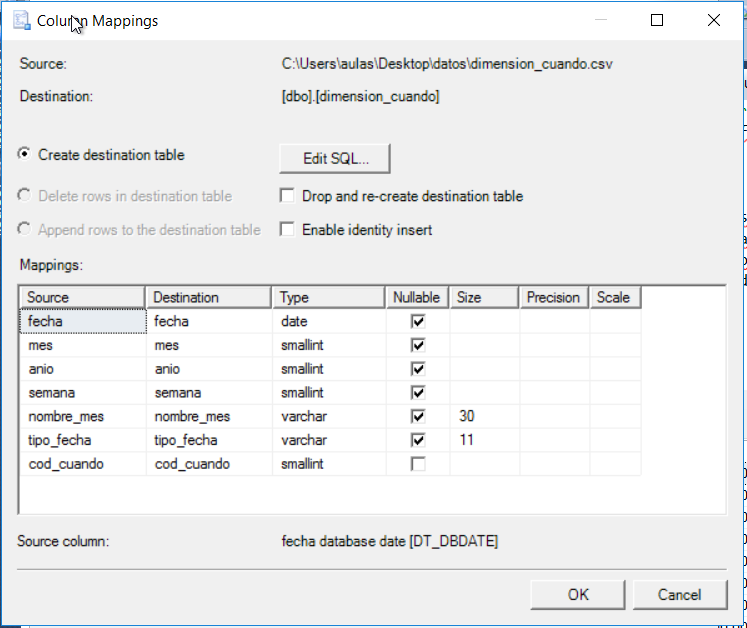 Column Mappings
Source: C:\Users\aulas\Desktop\datos\dimension_cuando.csv
Destination: [dbo].[dimension_cuando]
Create destination table Edit SQL...
Delete rows in destination table Drop and re-create destination table
Append rows to the destination table Enable identity insert
Mappings:
Source Destination Type Nullable Size Precision Scale
fecha fecha date
mes mes smallint
anio anio smallint
semana semana smallint
nombre_mes nombre_mes varchar 30
tipo_fecha tipo_fecha varchar 11
cod_cuando cod_cuando smallint
Source column: fecha database date [DT_DBDATE]
OK Cancel